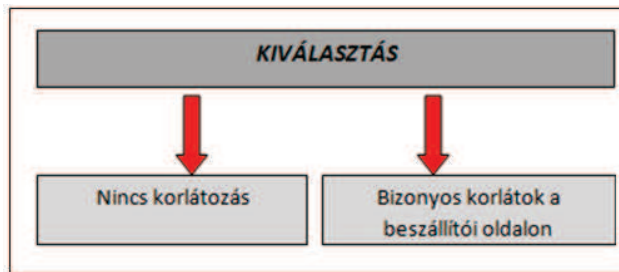 KIVÁLASZTÁS
Nincs korlátozás
Bizonyos korlátok a
beszállítói oldalon